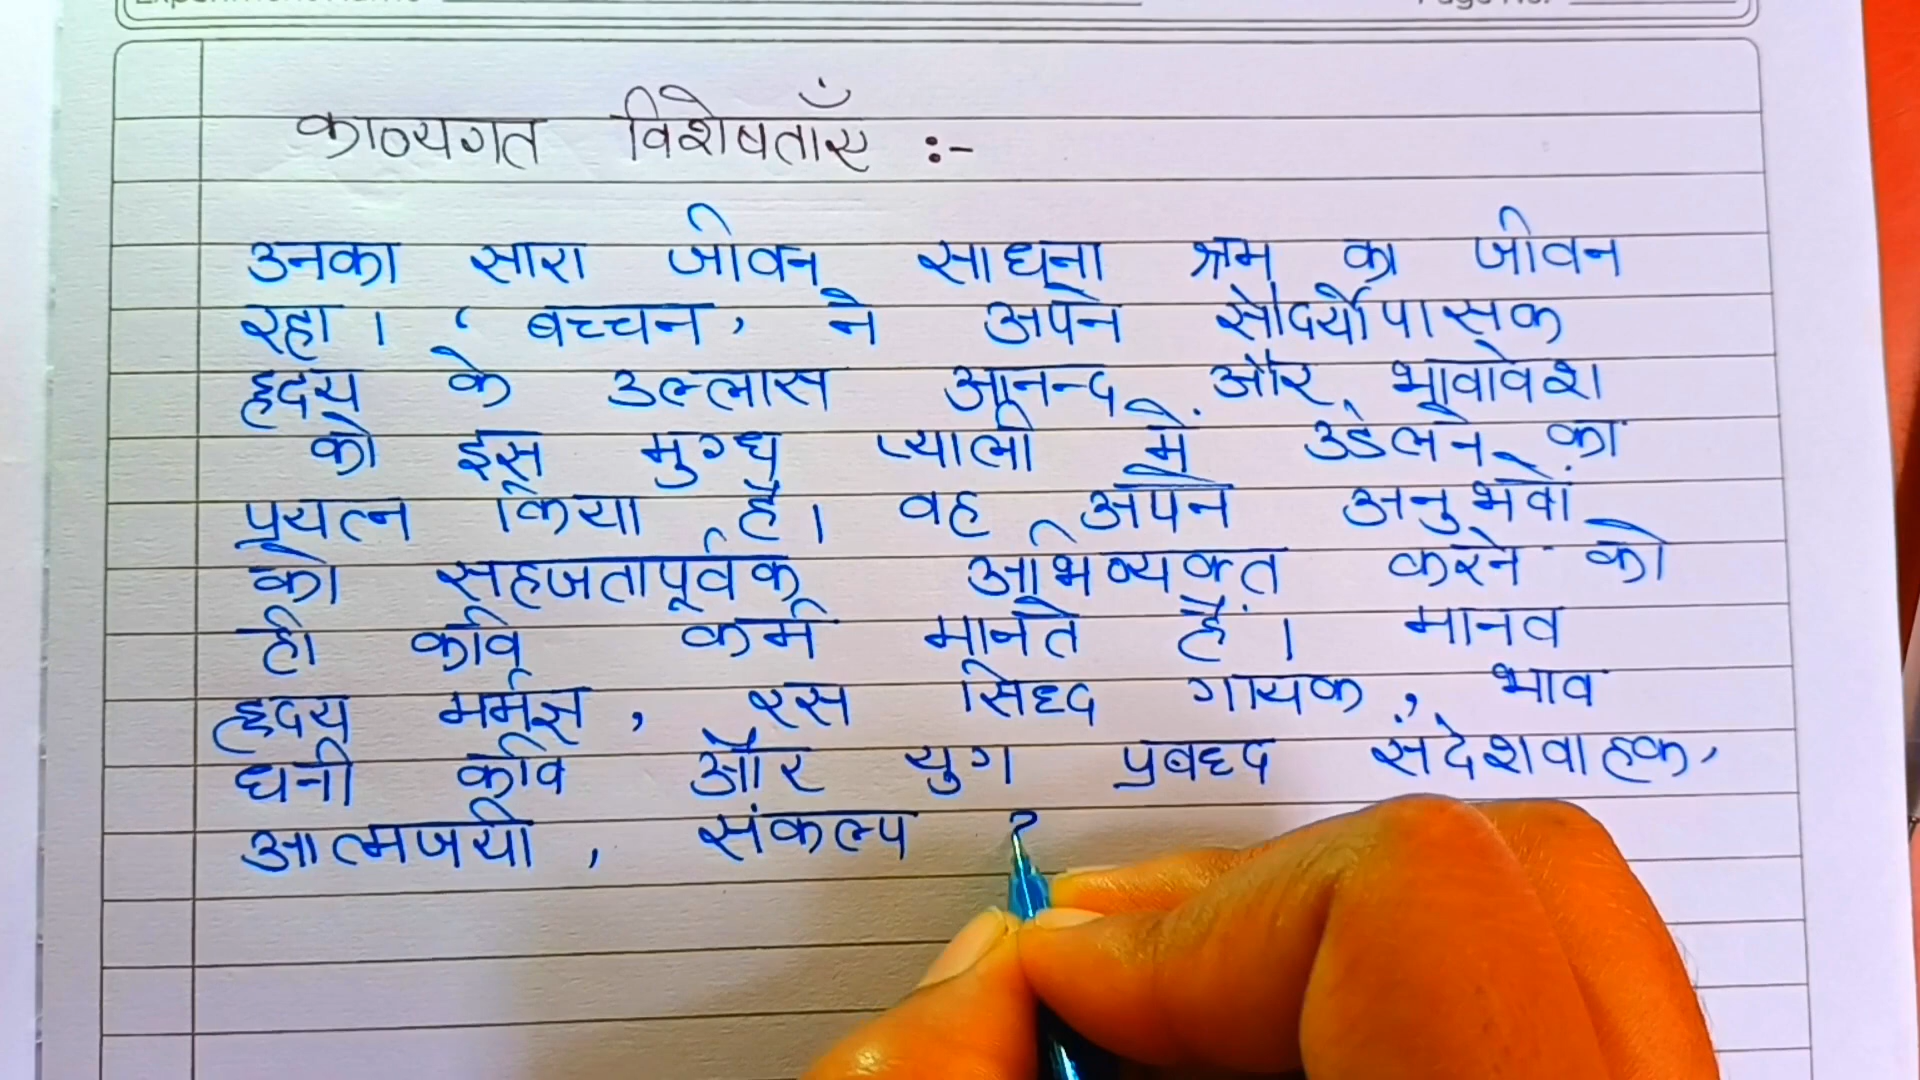 काव्यगत विशेषताएँ :-
उनका सारा जीवन साधना श्रम का जीवन
रहा। 'बच्चन' ने अपने सौदर्योपासक
हृदय के उल्लास आनन्द और भावावेश
को इस मुग्ध प्याली में उडेलने का
प्रयत्न किया है। वह अपने अनुभवों
को सहजतापूर्वक अभिव्यक्त करने को
ही कवि कर्म मानते हैं। मानव
हृदय मर्मज्ञ, रस सिध्द गायक, भाव
धनी कवि और युग प्रबध्द संदेशवाहक,
आत्मजयी, संकल्प